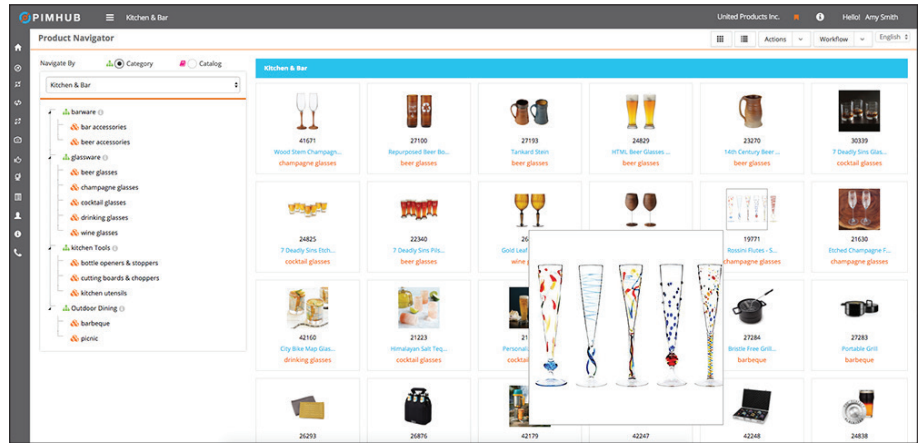 PIMHUB
Kitchen & Bar
United Products Inc.
Hello! Amy Smith
Product Navigator
Actions
Workflow
English
Navigate By
Category
Catalog
Kitchen & Bar
barware
bar accessories
beer accessories
glassware
beer glasses
champagne glasses
cocktail glasses
drinking glasses
wine glasses
kitchen Tools
bottle openers & stoppers
cutting boards & choppers
kitchen utensils
Outdoor Dining
barbeque
picnic
Kitchen & Bar
41671
Wood Stem Champagn...
champagne glasses
27100
Repurposed Beer Bo...
beer glasses
27193
Tankard Stein
beer glasses
24829
HTML Beer Glasses ...
beer glasses
23270
14th Century Beer ...
beer glasses
30339
7 Deadly Sins Glas...
cocktail glasses
24825
7 Deadly Sins Etch...
cocktail glasses
22340
7 Deadly Sins Pils...
beer glasses
26
Gold Leaf
wine g
19771
Rossini Flutes - S...
champagne glasses
21630
Etched Champagne F...
champagne glasses
42160
City Bike Map Glas...
drinking glasses
21223
Himalayan Salt Teq...
cocktail glasses
21
Personali
cocktai
27284
Bristle Free Grill...
barbeque
27283
Portable Grill
barbeque
26293
26876
42179
42247
42248
24838